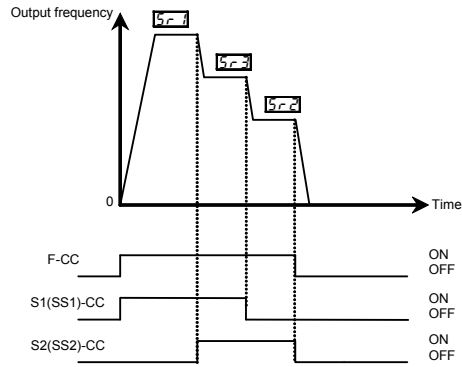 Output frequency
Sr1
Sr3
Sr2
0
Time
F-CC
ON
OFF
S1(SS1)-CC
ON
OFF
S2(SS2)-CC
ON
OFF